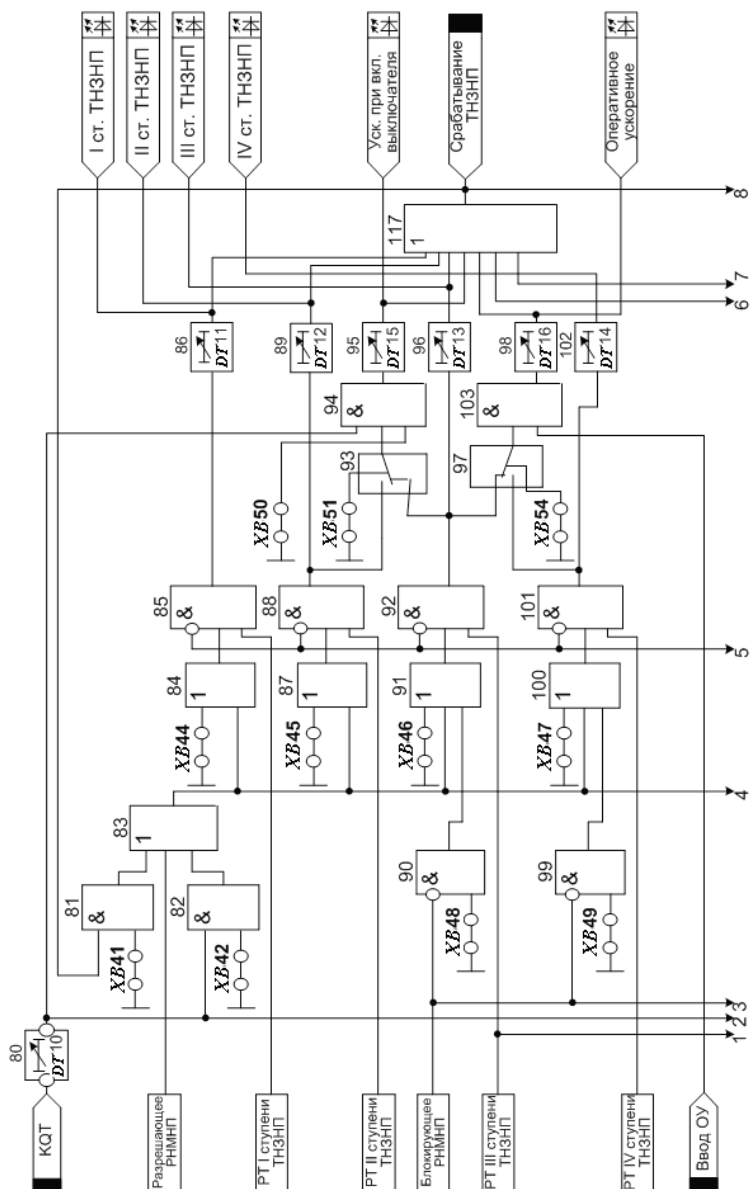 I ст. ТНЗНП
II ст. ТНЗНП
III ст. ТНЗНП
IV ст. ТНЗНП
Уск. при вкл.
выключателя
Срабатывание
ТНЗНП
Оперативное
ускорение
117
1
8
7
6
86
DT11
89
DT12
95
DT15
96
DT13
98
DT16
102
DT14
94
&
103
&
93
97
XB50
XB51
XB54
85
&
88
&
92
&
101
&
5
84
1
87
1
91
1
100
1
XB44
XB45
XB46
XB47
4
83
1
81
&
82
&
90
&
99
&
XB41
XB42
XB48
XB49
3
2
1
80
DT10
KQT
Разрешающее
РНМНП
РТ I ступени
ТНЗНП
РТ II ступени
ТНЗНП
Блокирующее
РНМНП
РТ III ступени
ТНЗНП
РТ IV ступени
ТНЗНП
Ввод ОУ